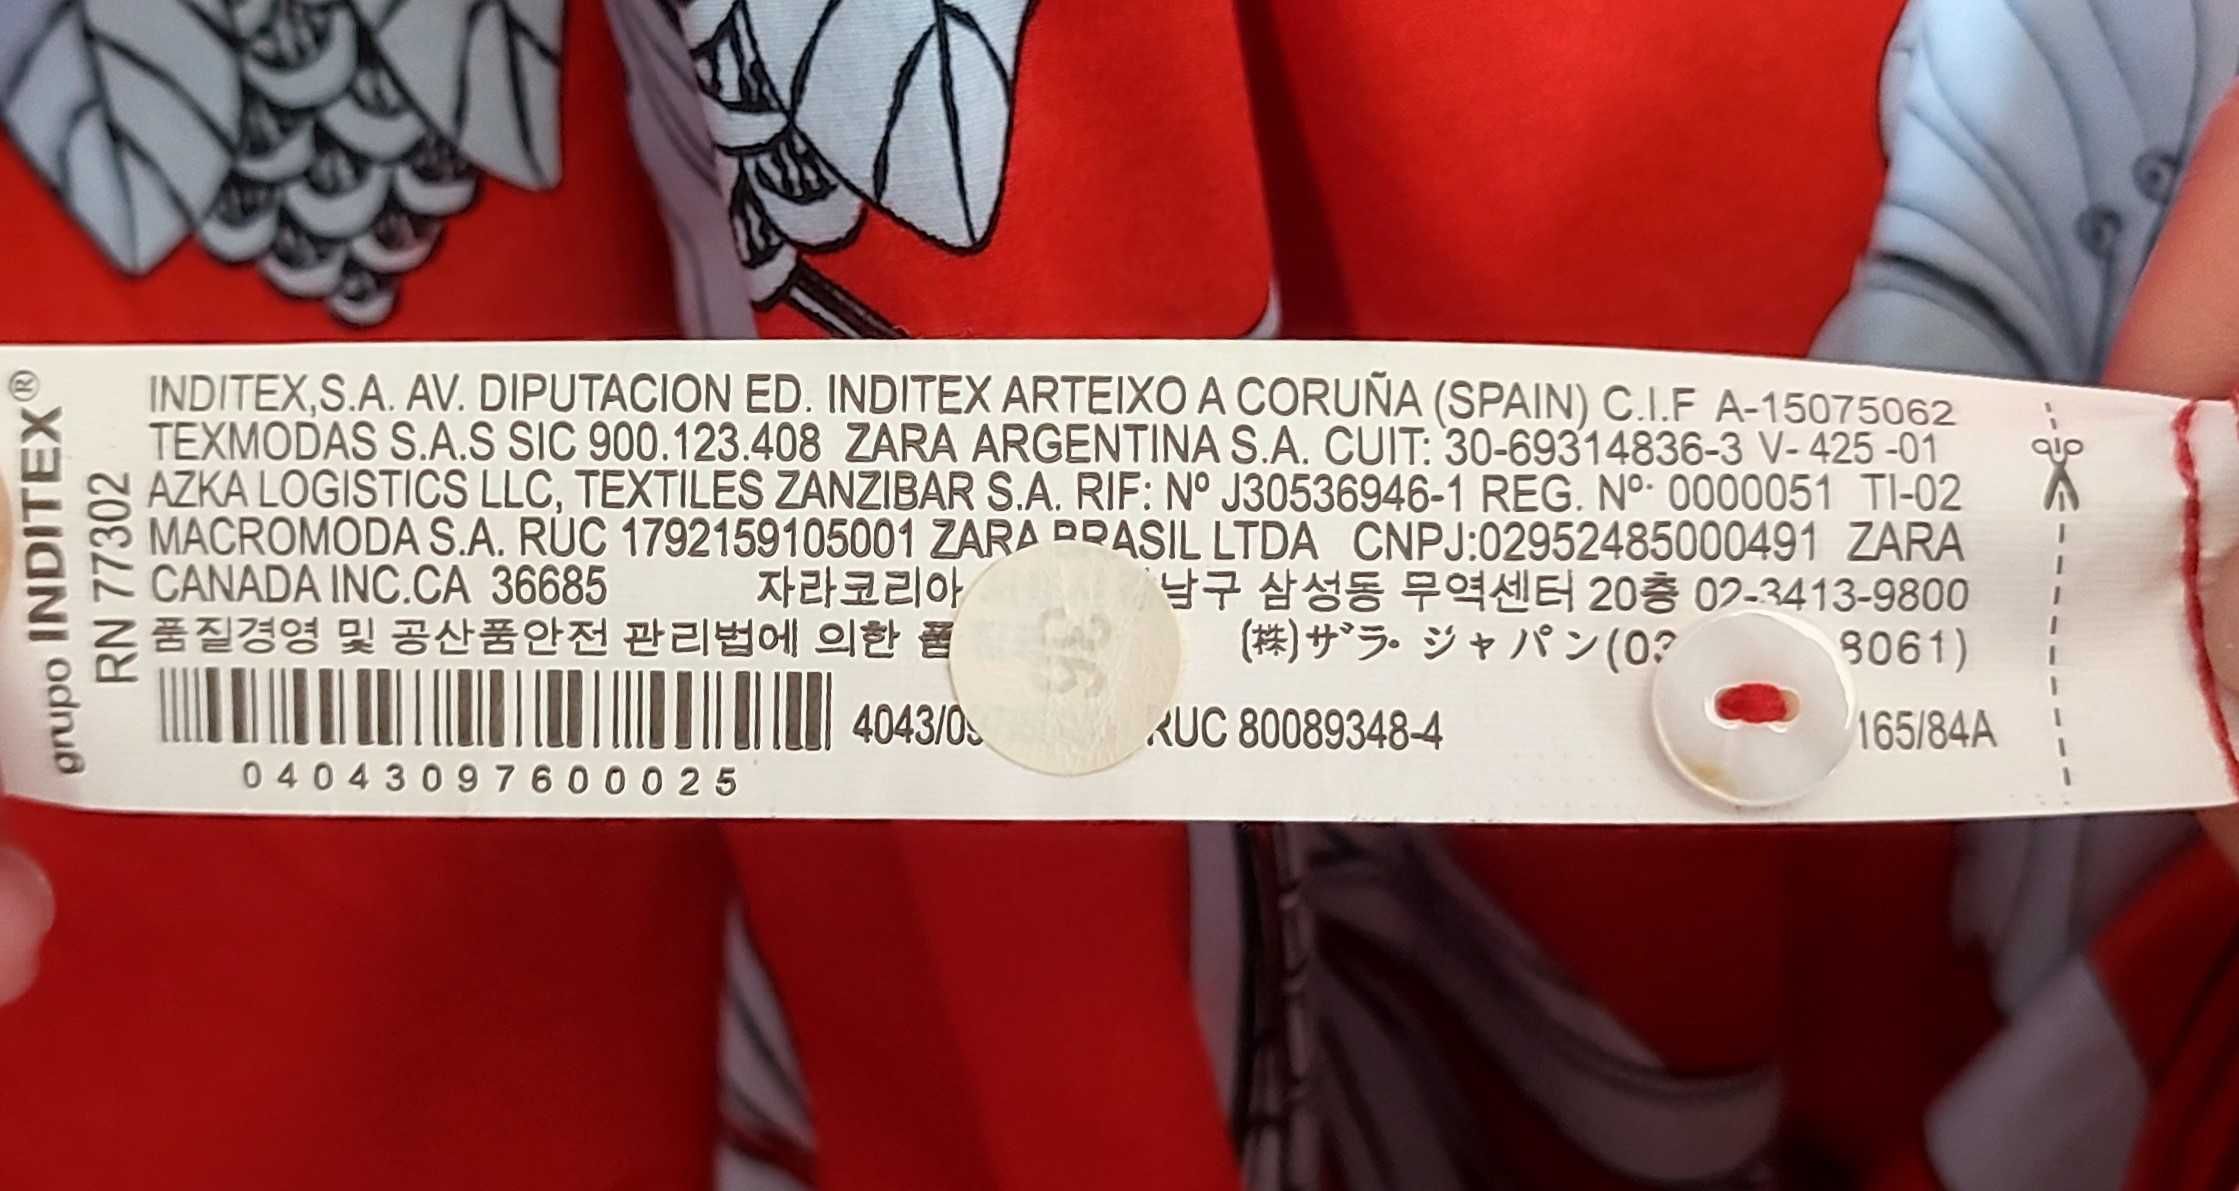 grupo INDITEX®
RN 77302
INDITEX,S.A. AV. DIPUTACION ED. INDITEX ARTEIXO A CORUÑA (SPAIN) C.I.F A-15075062
TEXMODAS S.A.S SIC 900.123.408 ZARA ARGENTINA S.A. CUIT: 30-69314836-3 V- 425 -01
AZKA LOGISTICS LLC, TEXTILES ZANZIBAR S.A. RIF: Nº J30536946-1 REG. Nº· 0000051 TI-02
MACROMODA S.A. RUC 1792159105001 ZARA BRASIL LTDA CNPJ:02952485000491 ZARA
CANADA INC.CA 36685 자라코리아 남구 삼성동 무역센터 20층 02-3413-9800
품질경영 및 공산품안전 관리법에 의한 (株)ザラ・ジャパン(03 8061)
4043/09 RUC 80089348-4 165/84A
04043097600025